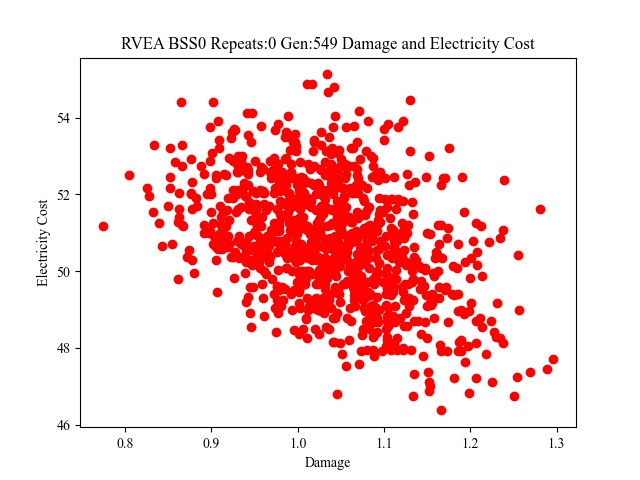 RVEA BSS0 Repeats:0 Gen:549 Damage and Electricity Cost
Electricity Cost
54
52
50
48
46
0.8 0.9 1.0 1.1 1.2 1.3
Damage